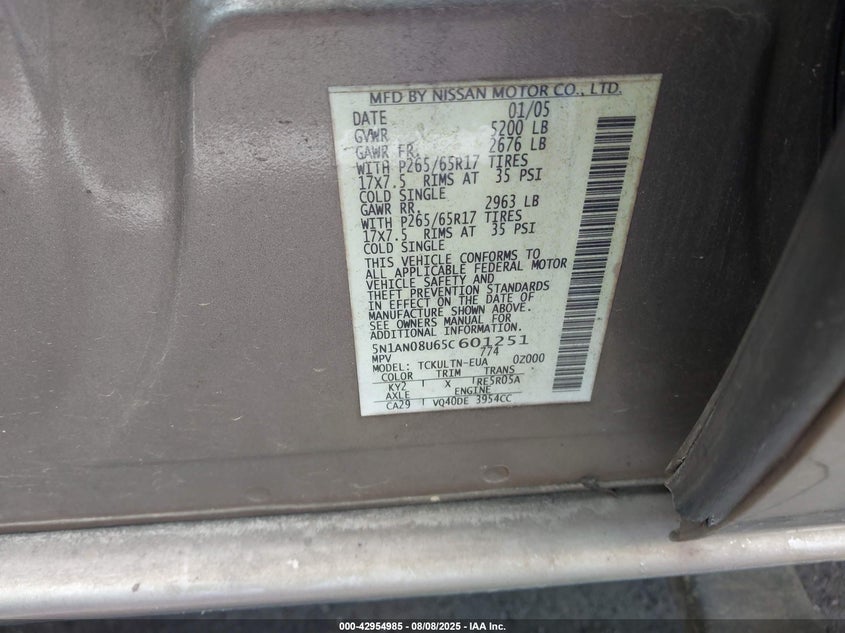 MFD BY NISSAN MOTOR CO., LTD.
DATE 01/05
GVWR 5200 LB
GAWR FR. 2676 LB
WITH P265/65R17 TIRES
17X7.5 RIMS AT 35 PSI
COLD SINGLE
GAWR RR. 2963 LB
WITH P265/65R17 TIRES
17X7.5 RIMS AT 35 PSI
COLD SINGLE
THIS VEHICLE CONFORMS TO
ALL APPLICABLE FEDERAL MOTOR
VEHICLE SAFETY AND
THEFT PREVENTION STANDARDS
IN EFFECT ON THE DATE OF
MANUFACTURE SHOWN ABOVE.
SEE OWNERS MANUAL FOR
ADDITIONAL INFORMATION.
5N1AN08U65C601251
MPV 774
MODEL: TCKULTN-EUA 0Z000
COLOR TRIM TRANS
KY2 X RE5R05A
AXLE ENGINE
CA29 VQ40DE 3954CC
000-42954985 - 08/08/2025 - IAA Inc.